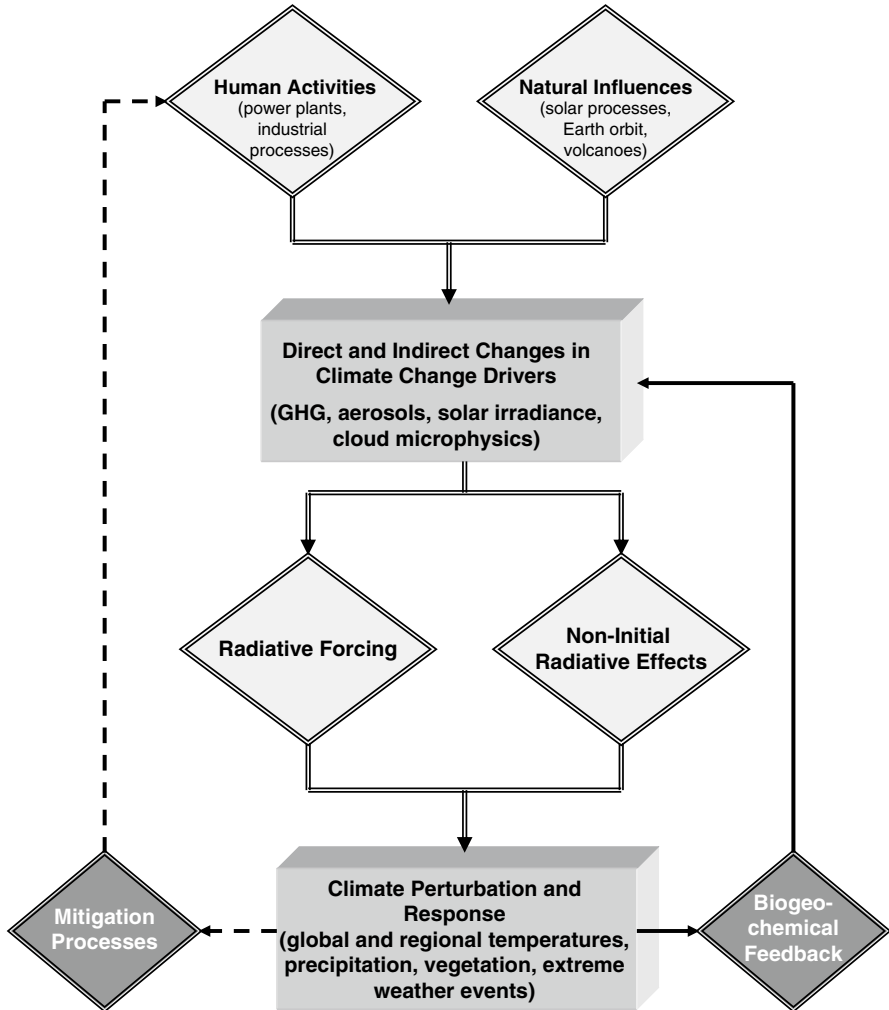 Human Activities
(power plants,
industrial
processes)
Natural Influences
(solar processes,
Earth orbit,
volcanoes)
Direct and Indirect Changes in
Climate Change Drivers
(GHG, aerosols, solar irradiance,
cloud microphysics)
Radiative Forcing
Non-Initial
Radiative Effects
Mitigation
Processes
Climate Perturbation and
Response
(global and regional temperatures,
precipitation, vegetation, extreme
weather events)
Biogeo-
chemical
Feedback